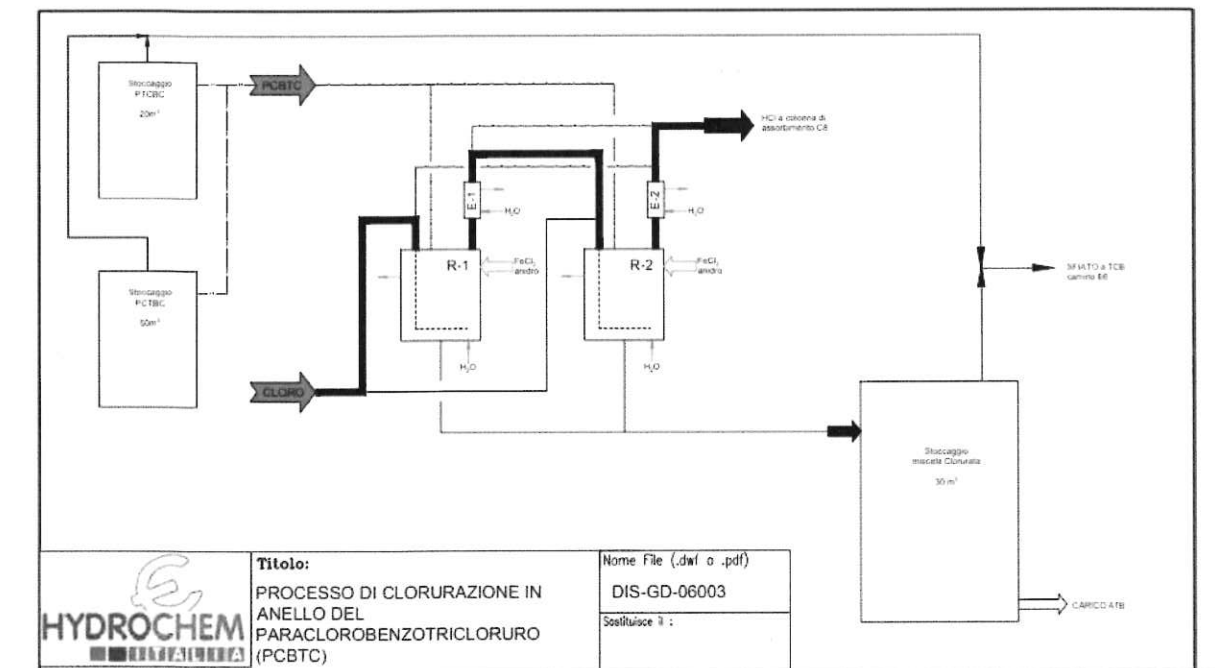 Stoccaggio
PTCBC
20m³
PCBTC
HCl a colonna di
assorbimento C8
E-1
H₂O
E-2
H₂O
R-1
FeCl₃
anidro
R-2
FeCl₃
anidro
SFIATO a TCB
camino E6
Stoccaggio
PCTBC
50m³
H₂O
H₂O
CLORO
Stoccaggio
miscela Clorurata
30 m³
CARICO ATB
HYDROCHEM
ITALIA
Titolo:
PROCESSO DI CLORURAZIONE IN
ANELLO DEL
PARACLOROBENZOTRICLORURO
(PCBTC)
Nome File (.dwf o .pdf)
DIS-GD-06003
Sostituisce il :